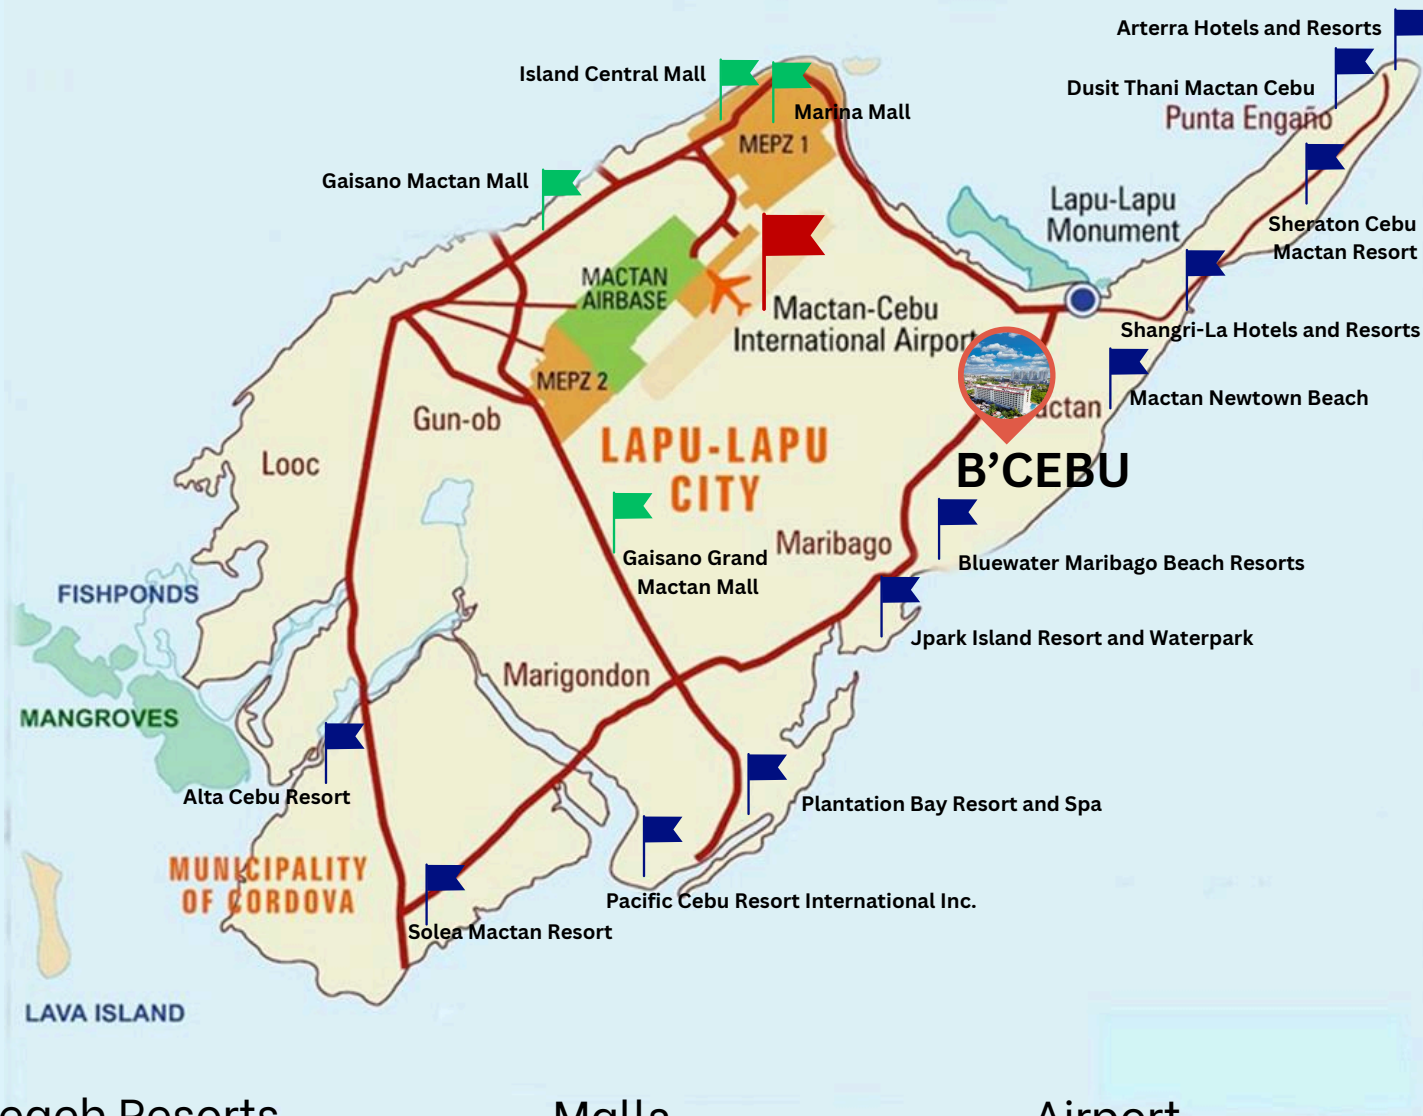 Arterra Hotels and Resorts
Island Central Mall
Dusit Thani Mactan Cebu
Marina Mall
Punta Engaño
MEPZ 1
Gaisano Mactan Mall
Lapu-Lapu
Monument
Sheraton Cebu
Mactan Resort
MACTAN
AIRBASE
Mactan-Cebu
International Airport
Shangri-La Hotels and Resorts
MEPZ 2
Mactan Newtown Beach
actan
Gun-ob
LAPU-LAPU
CITY
Looc
B'CEBU
Maribago
Gaisano Grand
Mactan Mall
Bluewater Maribago Beach Resorts
FISHPONDS
Jpark Island Resort and Waterpark
Marigondon
MANGROVES
Alta Cebu Resort
Plantation Bay Resort and Spa
MUNICIPALITY
OF CORDOVA
Pacific Cebu Resort International Inc.
Solea Mactan Resort
LAVA ISLAND
each Resorts
Malls
Airport